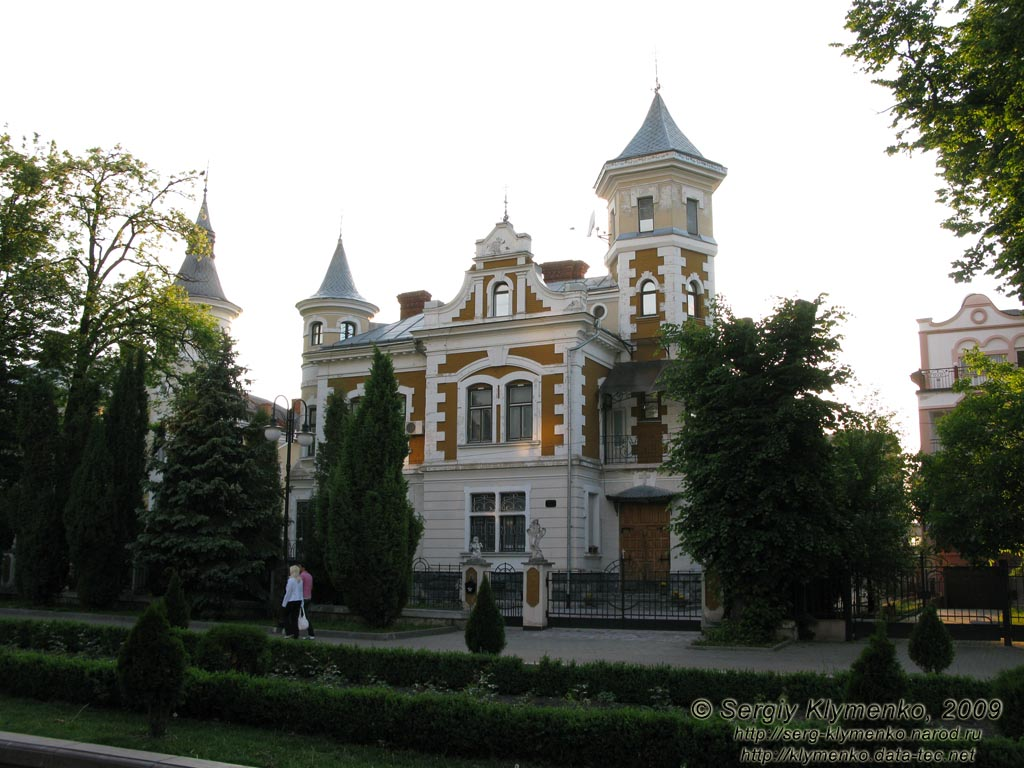 © Sergiy Klymenko, 2009
http://serg-klymenko.narod.ru
http://klymenko.data-tec.net